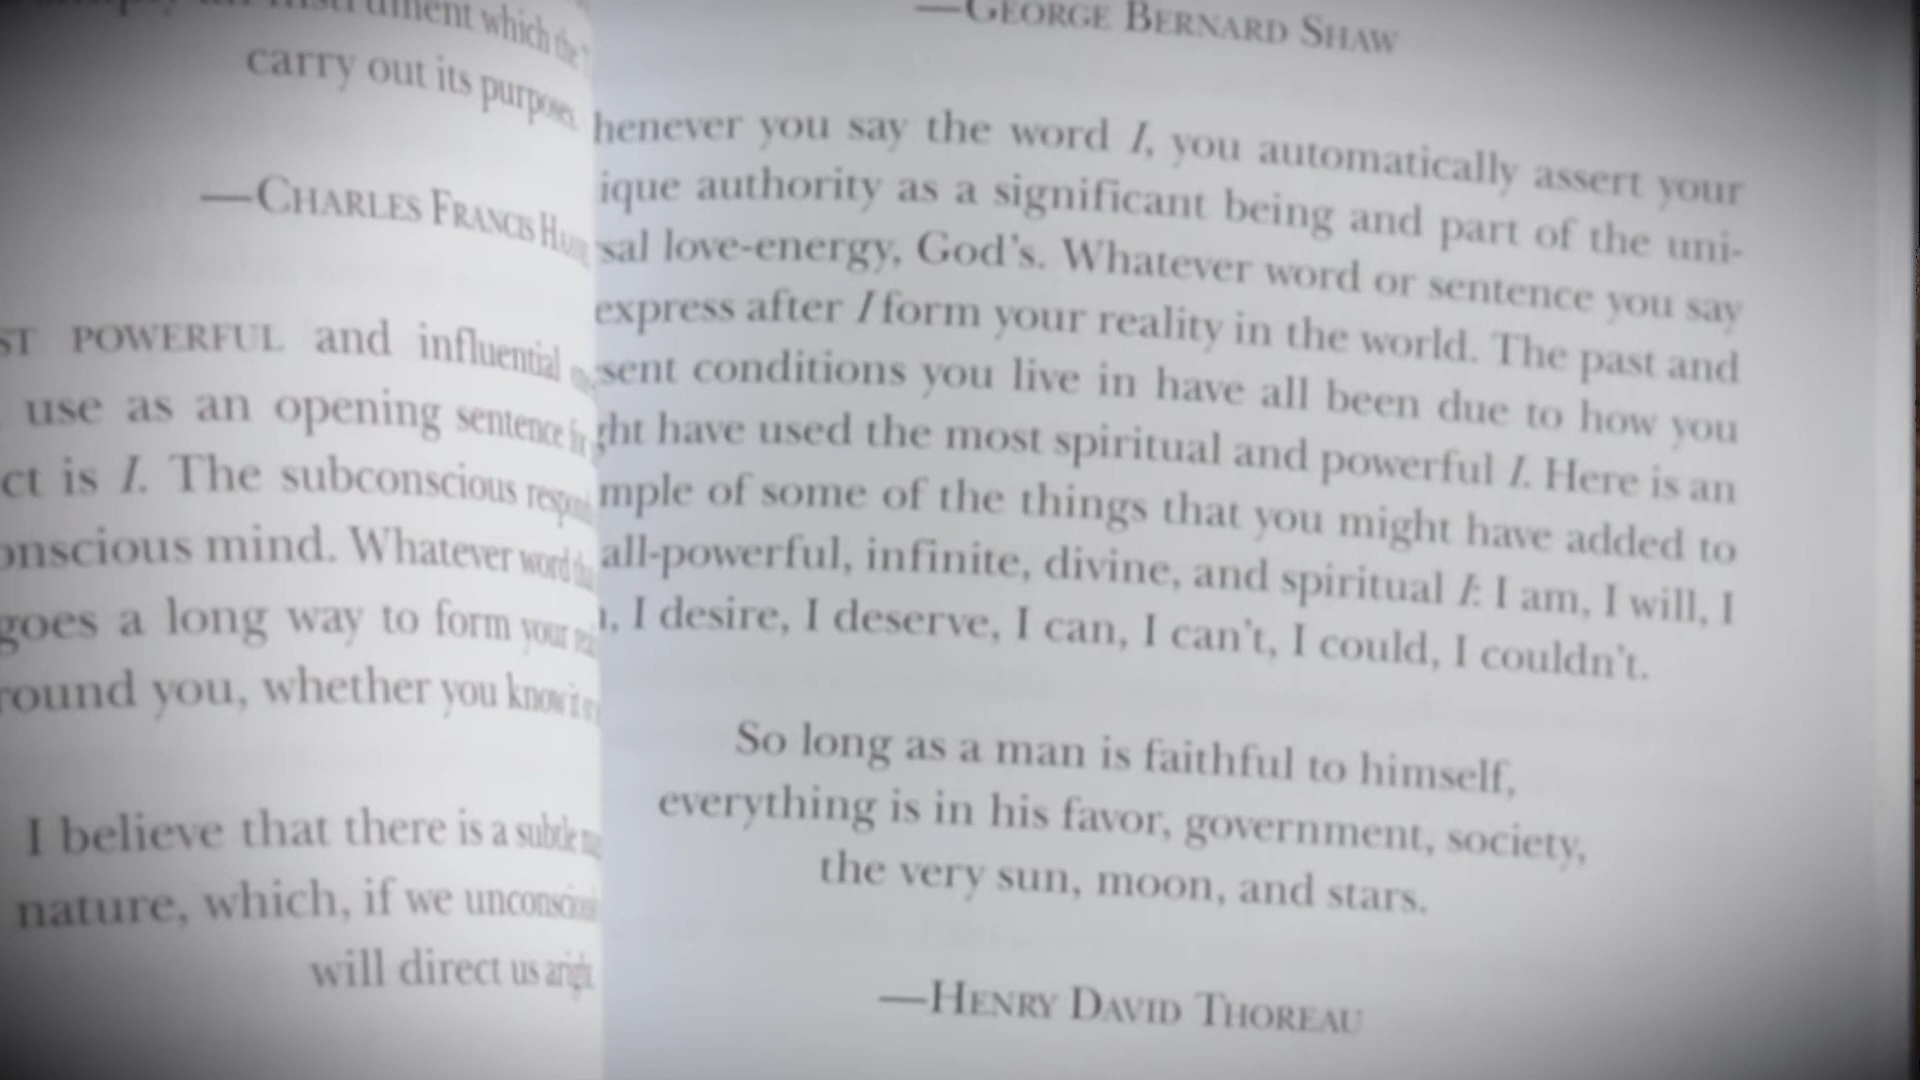 instrument which the
carry out its purposes.
—CHARLES FRANCIS
ST POWERFUL and influential
use as an opening sentence for
ct is I. The subconscious
onscious mind. Whatever word
goes a long way to form your
round you, whether you know it
I believe that there is a subtle
nature, which, if we
will direct us aright.
—GEORGE BERNARD SHAW
henever you say the word I, you automatically assert your
ique authority as a significant being and part of the uni-
sal love-energy, God's. Whatever word or sentence you say
express after I form your reality in the world. The past and
sent conditions you live in have all been due to how you
ght have used the most spiritual and powerful I. Here is an
mple of some of the things that you might have added to
all-powerful, infinite, divine, and spiritual I: I am, I will, I
, I desire, I deserve, I can, I can't, I could, I couldn't.
So long as a man is faithful to himself,
everything is in his favor, government, society,
the very sun, moon, and stars.
—HENRY DAVID THOREAU